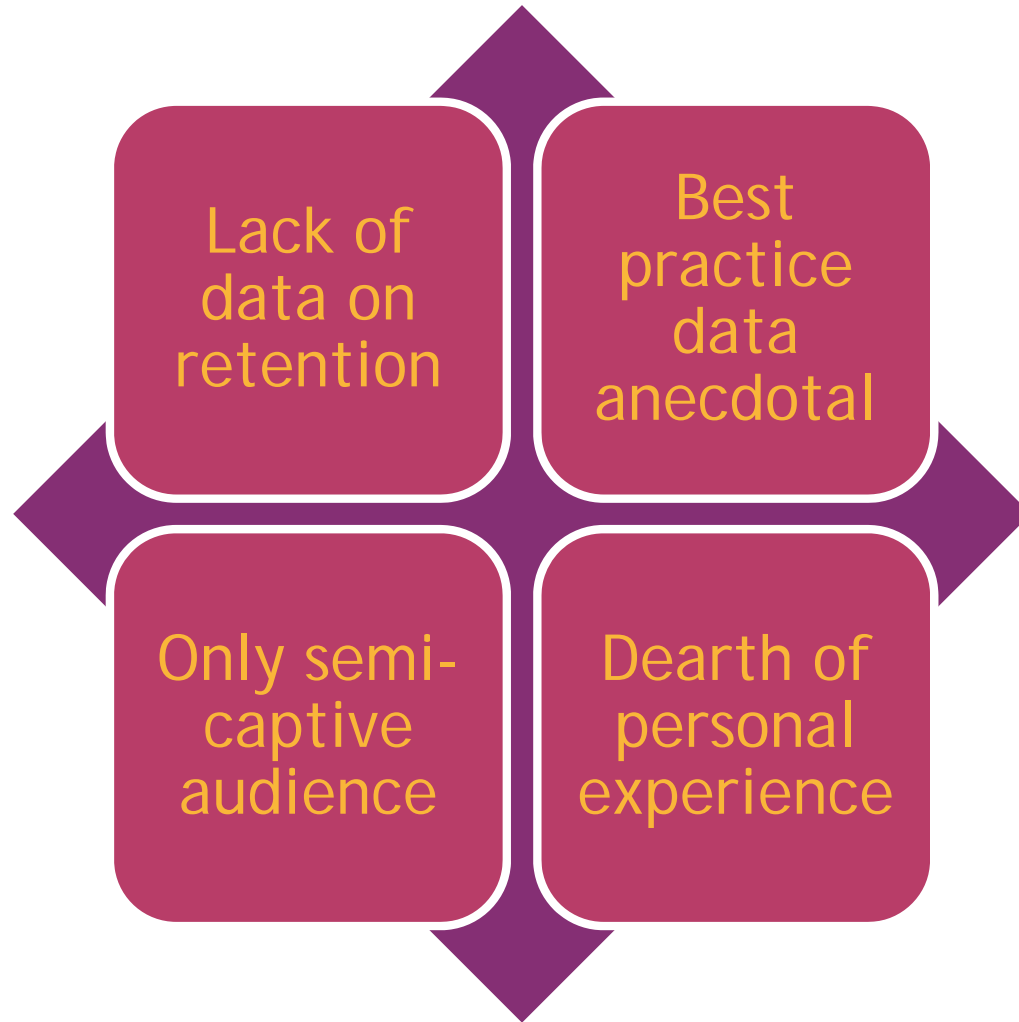 Lack of
data on
retention
Best
practice
data
anecdotal
Only semi-
captive
audience
Dearth of
personal
experience